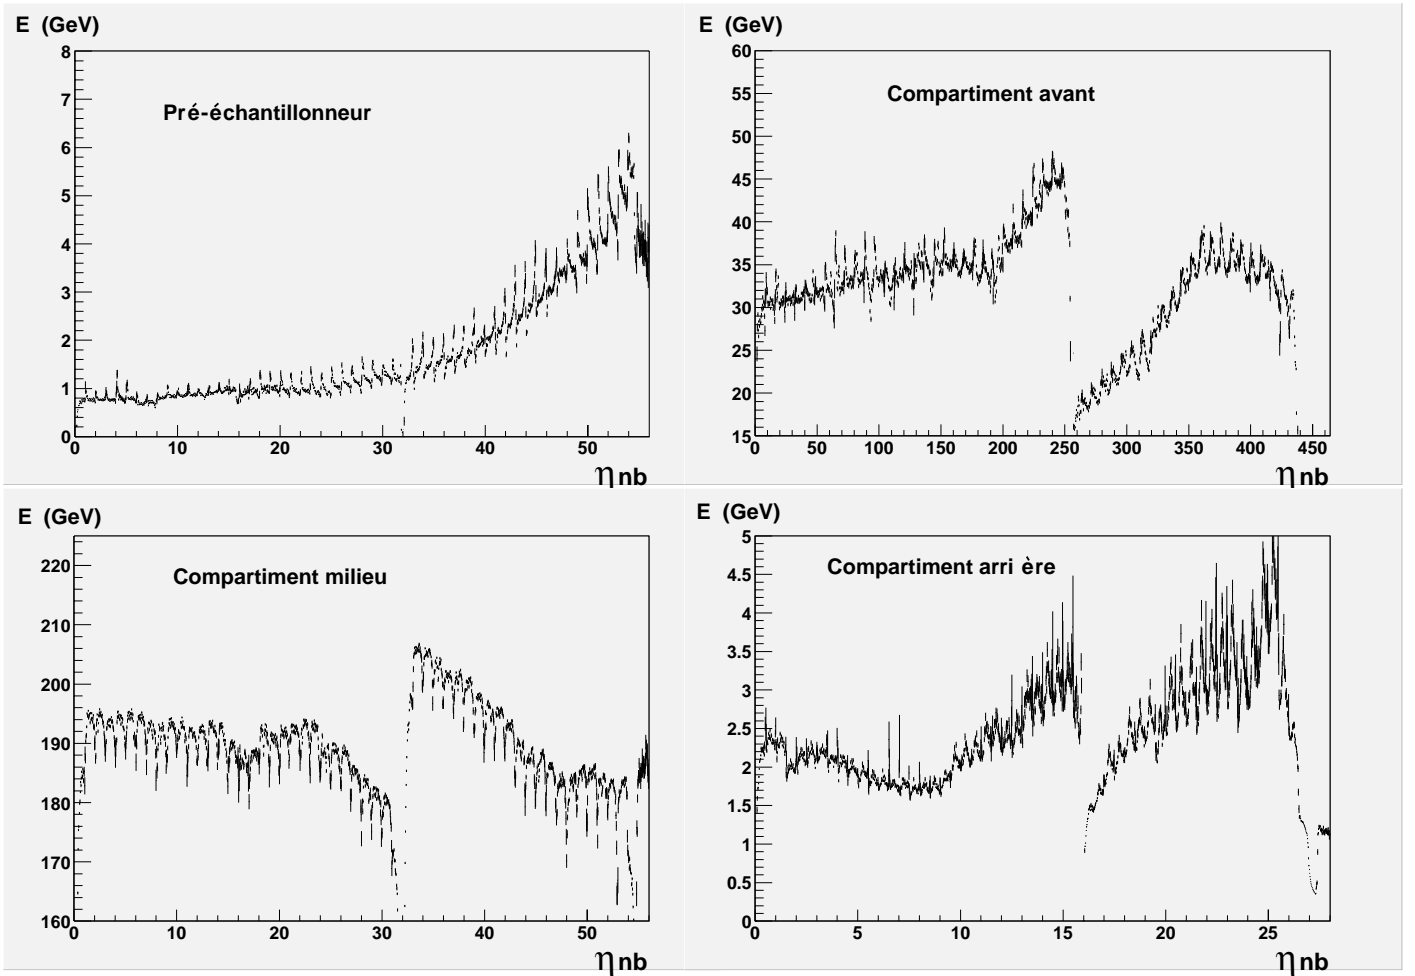 E (GeV)
8
7
Pré-échantillonneur
6
5
4
3
2
1
0
0 10 20 30 40 50
η nb
E (GeV)
60
55
Compartiment avant
50
45
40
35
30
25
20
15
0 50 100 150 200 250 300 350 400 450
η nb
E (GeV)
220
Compartiment milieu
210
200
190
180
170
160
0 10 20 30 40 50
η nb
E (GeV)
5
4.5
Compartiment arri ère
4
3.5
3
2.5
2
1.5
1
0.5
0
0 5 10 15 20 25
η nb